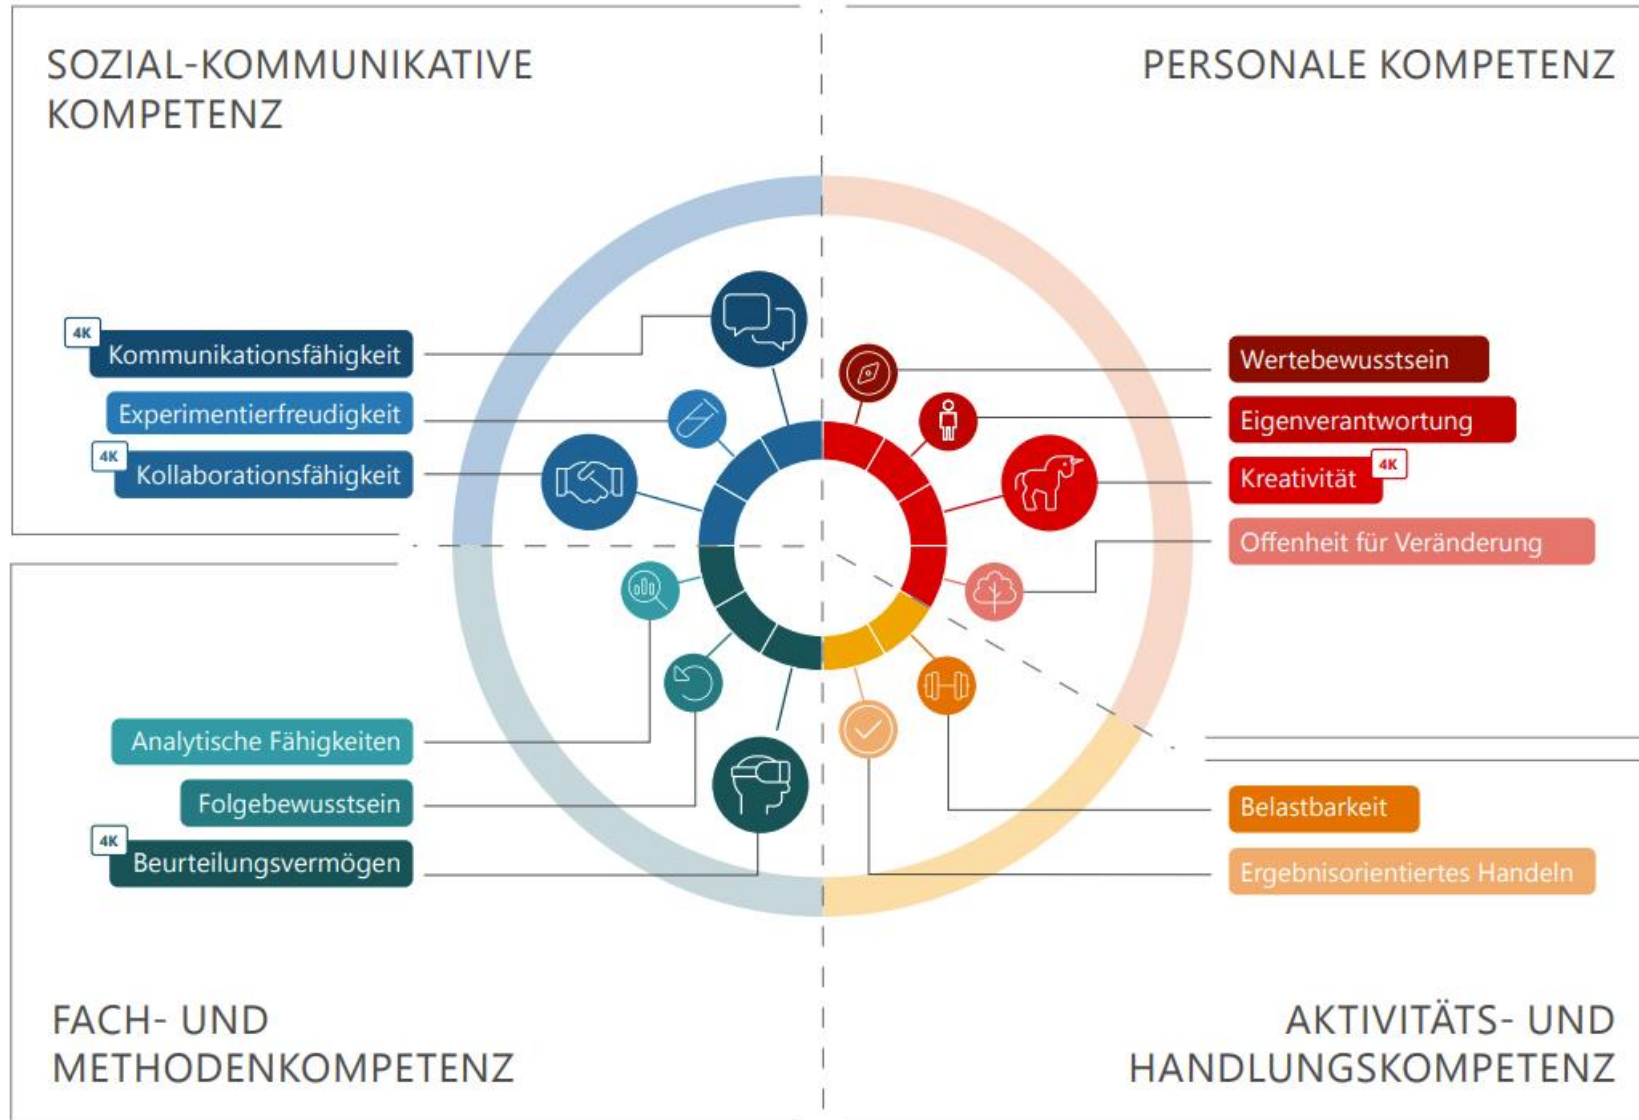 SOZIAL-KOMMUNIKATIVE
KOMPETENZ
4K
Kommunikationsfähigkeit
Experimentierfreudigkeit
4K
Kollaborationsfähigkeit
PERSONALE KOMPETENZ
Wertebewusstsein
Eigenverantwortung
Kreativität
4K
Offenheit für Veränderung
Analytische Fähigkeiten
Folgebewusstsein
4K
Beurteilungsvermögen
FACH- UND
METHODENKOMPETENZ
Belastbarkeit
Ergebnisorientiertes Handeln
AKTIVITÄTS- UND
HANDLUNGSKOMPETENZ